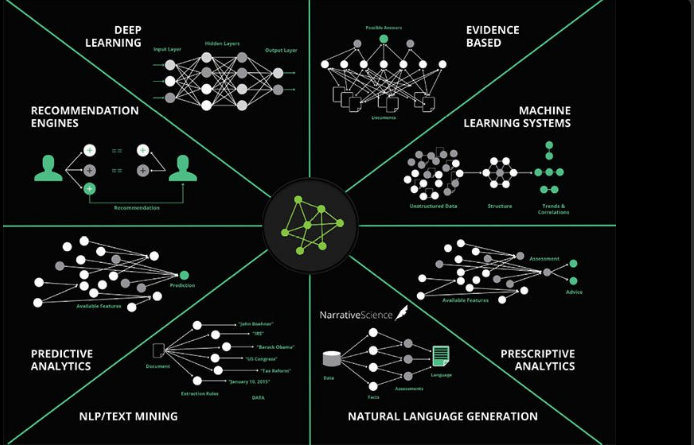 DEEP
LEARNING
Input Layer
Hidden Layers
Output Layer
EVIDENCE
BASED
Possible Answers
Documents
RECOMMENDATION
ENGINES
Recommendation
MACHINE
LEARNING SYSTEMS
Unstructured Data
Structure
Trends &
Correlations
Prediction
Available Features
PREDICTIVE
ANALYTICS
Assessment
Advice
Available Features
PRESCRIPTIVE
ANALYTICS
Document
"John Boehner"
"IRS"
"Barack Obama"
"US Congress"
"Tax Reform"
"January 10, 2015"
Extraction Rules
DATA
NLP/TEXT MINING
NarrativeScience
Data
Facts
Assessments
Language
NATURAL LANGUAGE GENERATION